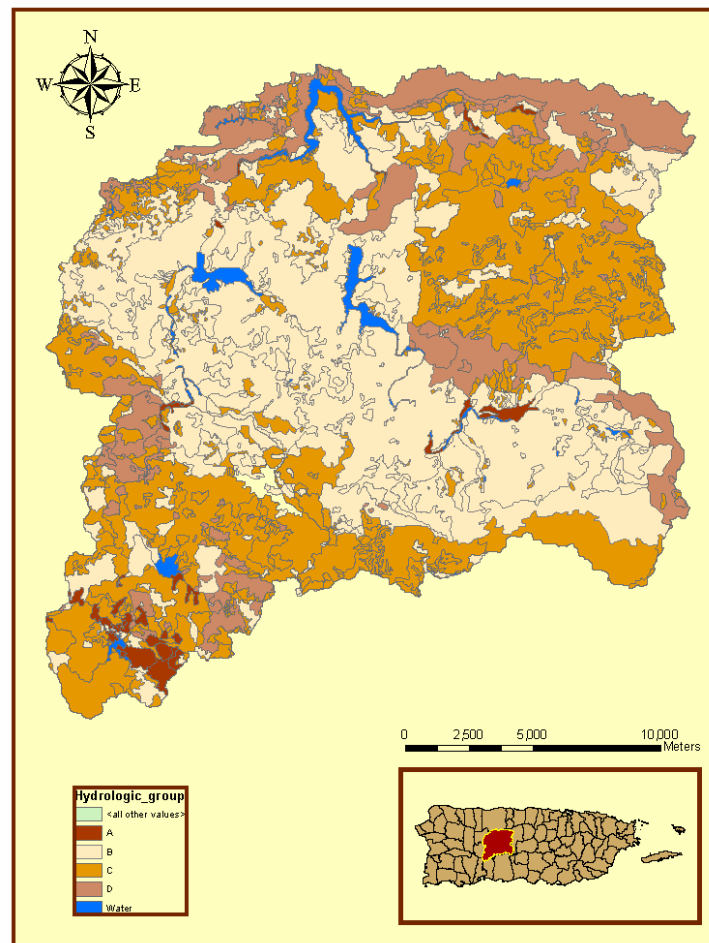 N
W E
S
0 2,500 5,000 10,000
Meters
Hydrologic_group
<all other values>
A
B
C
D
Water